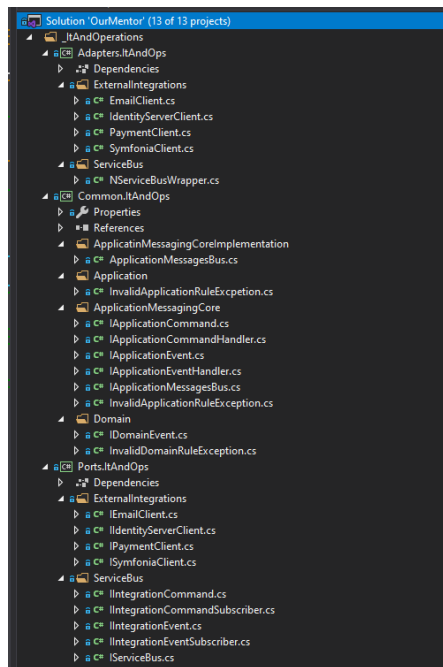 Solution 'OurMentor' (13 of 13 projects)
_ItAndOperations
C# Adapters.ItAndOps
Dependencies
ExternalIntegrations
C# EmailClient.cs
C# IdentityServerClient.cs
C# PaymentClient.cs
C# SymfoniaClient.cs
ServiceBus
C# NServiceBusWrapper.cs
C# Common.ItAndOps
Properties
References
ApplicatinMessagingCoreImplementation
C# ApplicationMessagesBus.cs
Application
C# InvalidApplicationRuleExcpetion.cs
ApplicationMessagingCore
C# IApplicationCommand.cs
C# IApplicationCommandHandler.cs
C# IApplicationEvent.cs
C# IApplicationEventHandler.cs
C# IApplicationMessagesBus.cs
C# InvalidApplicationRuleException.cs
Domain
C# IDomainEvent.cs
C# InvalidDomainRuleException.cs
C# Ports.ItAndOps
Dependencies
ExternalIntegrations
C# IEmailClient.cs
C# IIdentityServerClient.cs
C# IPaymentClient.cs
C# ISymfoniaClient.cs
ServiceBus
C# IIntegrationCommand.cs
C# IIntegrationCommandSubscriber.cs
C# IIntegrationEvent.cs
C# IIntegrationEventSubscriber.cs
C# IServiceBus.cs